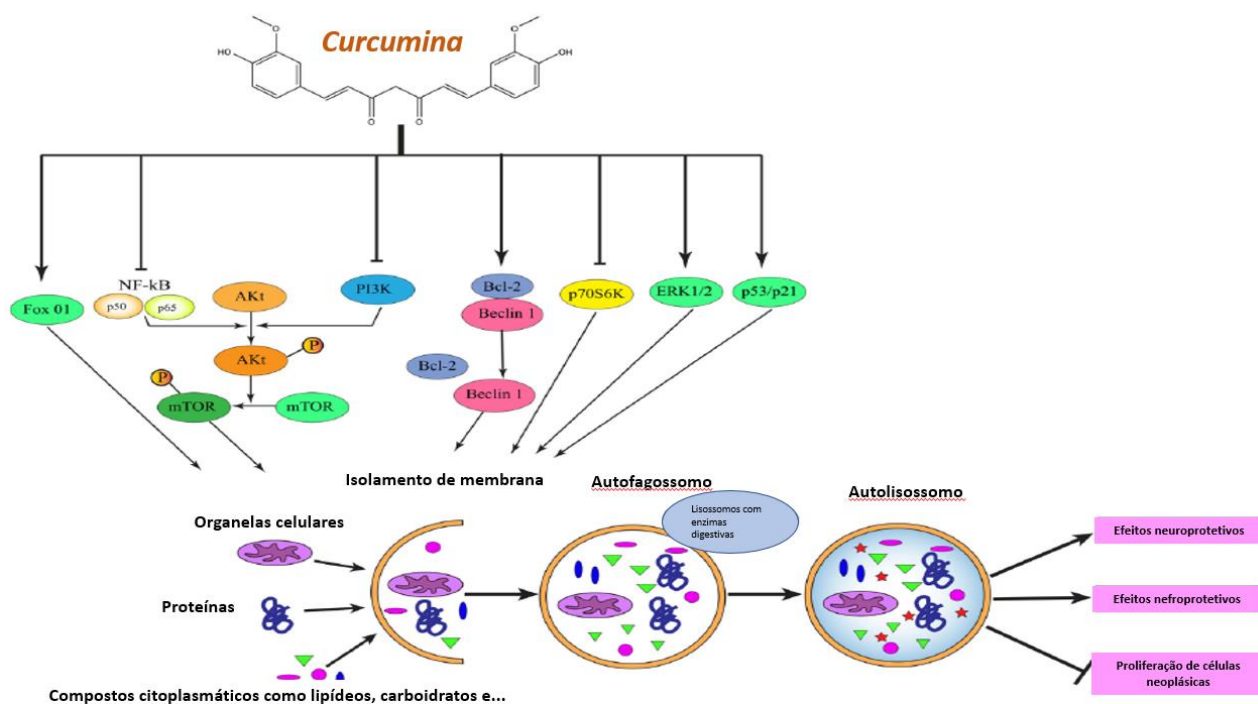 Curcumina
HO
O
O
OH
O
O
NF-kB
p50
p65
Fox 01
AKt
PI3K
Bcl-2
Beclin 1
p70S6K
ERK1/2
p53/p21
AKt
P
Bcl-2
Beclin 1
P
mTOR
mTOR
Isolamento de membrana
Autofagossomo
Autolisossomo
Lisossomos com
enzimas
digestivas
Organelas celulares
Proteínas
Compostos citoplasmáticos como lipídeos, carboidratos e...
Efeitos neuroprotetivos
Efeitos nefroprotetivos
Proliferação de células
neoplásicas